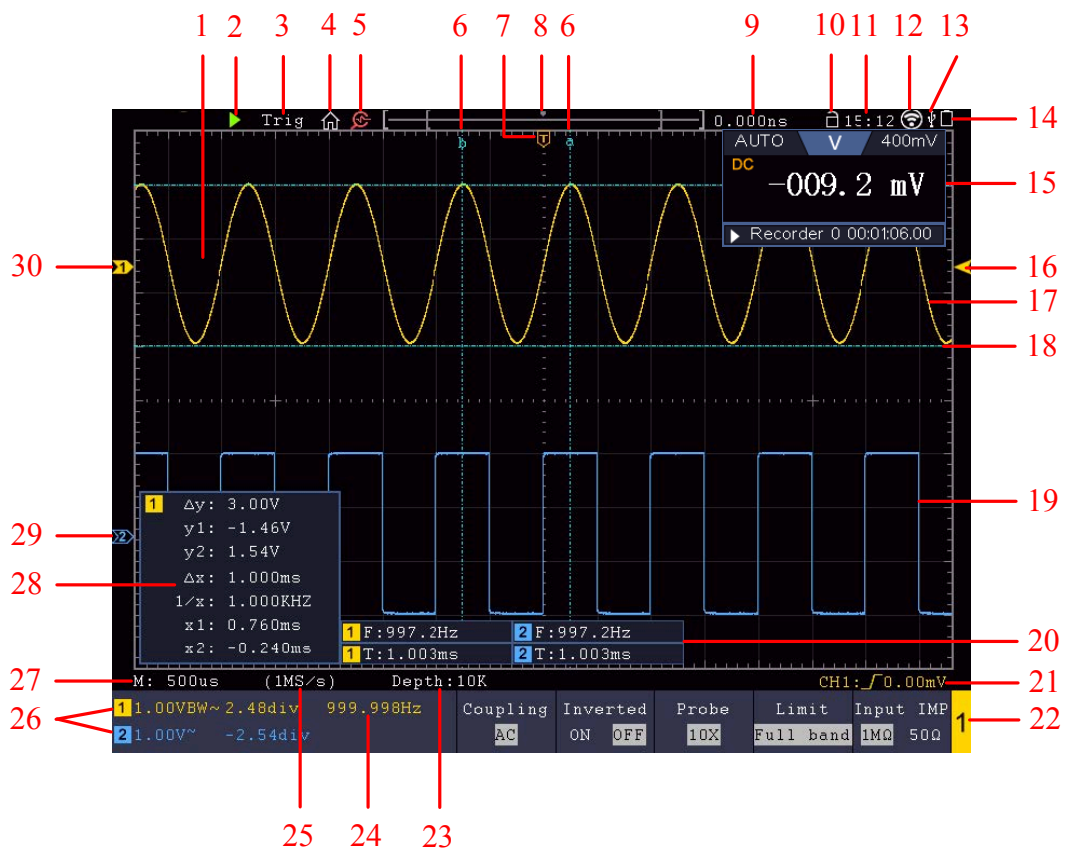 1 2 3 4 5 6 7 8 6 9 10 11 12 13
Trig 0.000ns 15:12 14
T
b a
AUTO V 400mV
DC
-009.2 mV 15
Recorder 0 00:01:06.00
30 1 16
17
18
19
29 2
1 Δy: 3.00V
y1: -1.46V
y2: 1.54V
28 Δx: 1.000ms
1/x: 1.000KHZ
x1: 0.760ms
x2: -0.240ms
1 F:997.2Hz 2 F:997.2Hz 20
1 T:1.003ms 2 T:1.003ms
27 M: 500us (1MS/s) Depth:10K CH1: 0.00mV 21
26 1 1.00VBW~ 2.48div 999.998Hz Coupling Inverted Probe Limit Input IMP 1 22
2 1.00V~ -2.54div AC ON OFF 10X Full band 1MΩ 50Ω
25 24 23